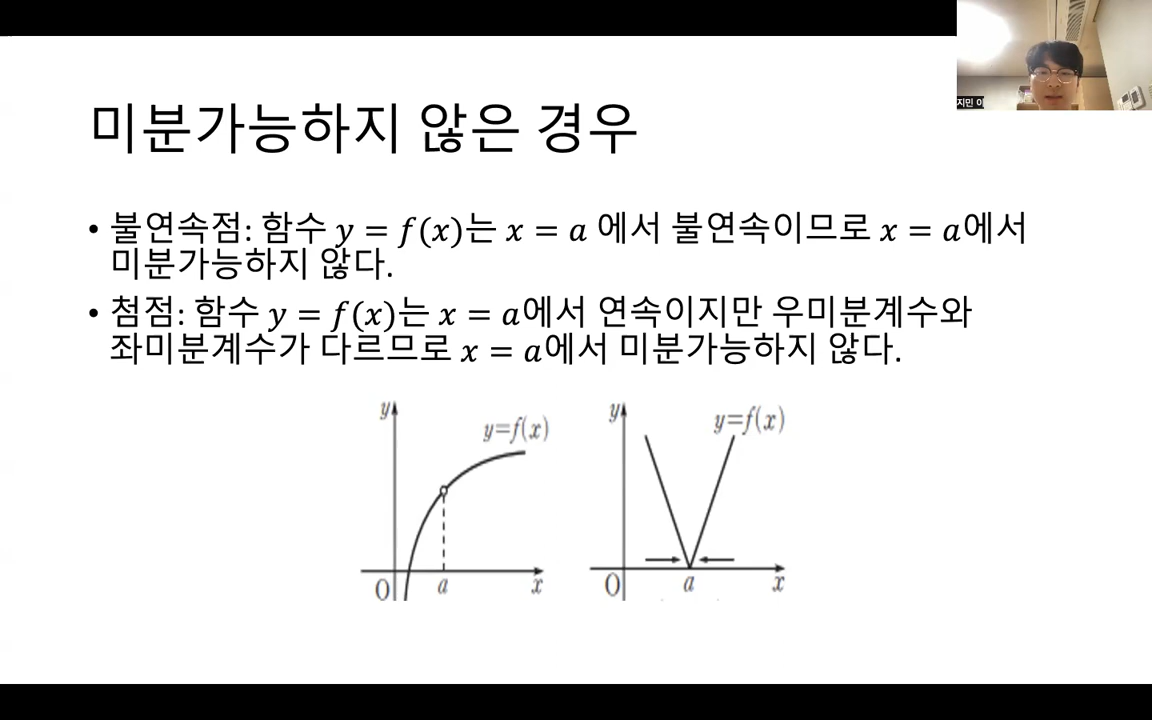 지민 이
미분가능하지 않은 경우
• 불연속점: 함수 y = f(x)는 x = a 에서 불연속이므로 x = a에서
미분가능하지 않다.
• 첨점: 함수 y = f(x)는 x = a에서 연속이지만 우미분계수와
좌미분계수가 다르므로 x = a에서 미분가능하지 않다.
y
y=f(x)
O
a
x
y
y=f(x)
O
a
x